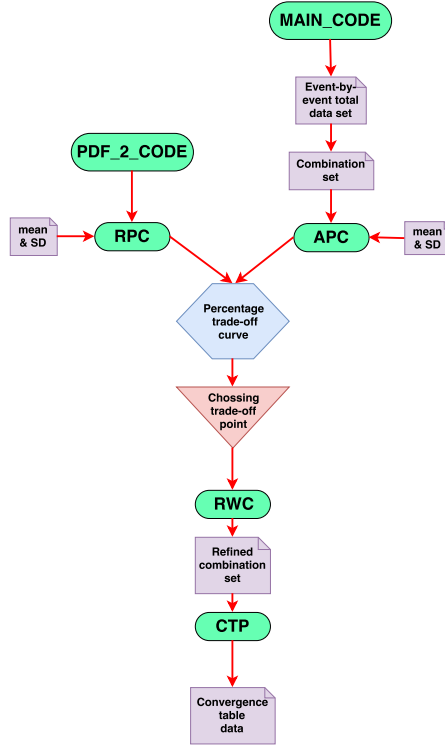 MAIN_CODE
Event-by-
event total
data set
PDF_2_CODE
Combination
set
mean
& SD
RPC
APC
mean
& SD
Percentage
trade-off
curve
Chossing
trade-off
point
RWC
Refined
combination
set
CTP
Convergence
table
data